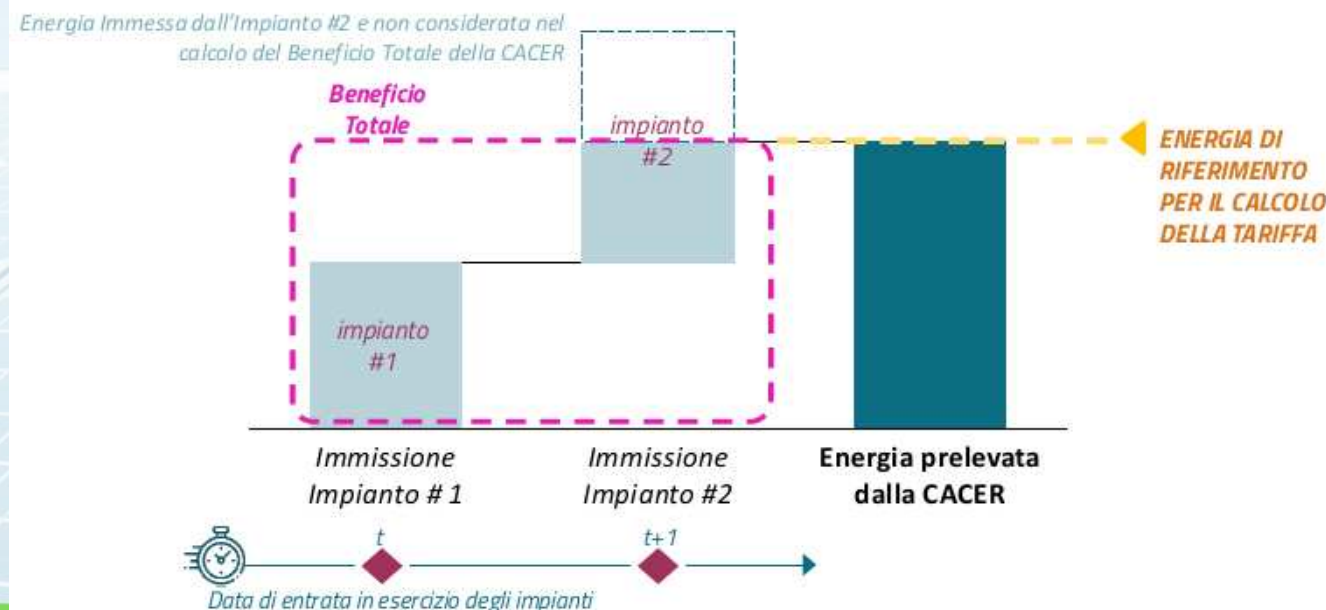 Energia Immessa dall'Impianto #2 e non considerata nel
calcolo del Beneficio Totale della CACER
Beneficio
Totale
impianto
#2
ENERGIA DI
RIFERIMENTO
PER IL CALCOLO
DELLA TARIFFA
impianto
#1
Immissione
Impianto # 1
Immissione
Impianto #2
Energia prelevata
dalla CACER
t
t+1
Data di entrata in esercizio degli impianti